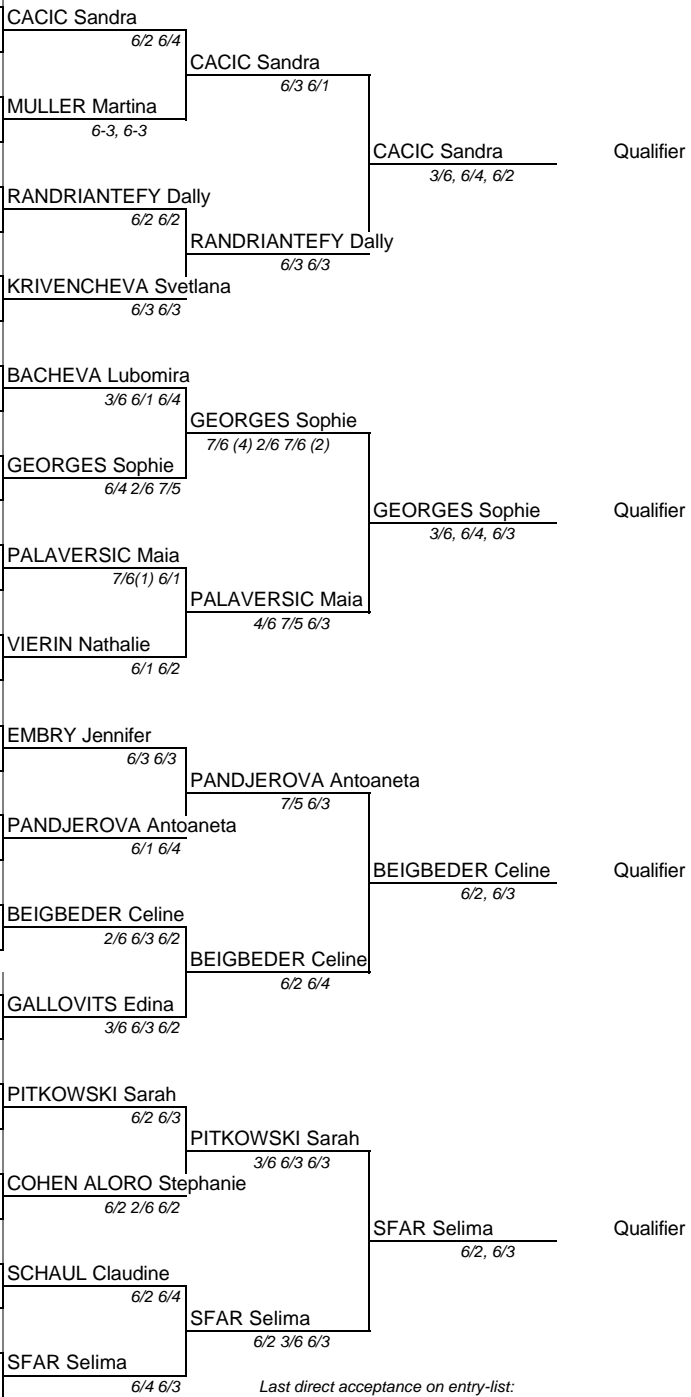 CACIC Sandra
6/2 6/4
CACIC Sandra
6/3 6/1
MULLER Martina
6-3, 6-3
CACIC Sandra Qualifier
3/6, 6/4, 6/2
RANDRIANTEFY Dally
6/2 6/2
RANDRIANTEFY Dally
6/3 6/3
KRIVENCHEVA Svetlana
6/3 6/3
BACHEVA Lubomira
3/6 6/1 6/4
GEORGES Sophie
7/6 (4) 2/6 7/6 (2)
GEORGES Sophie
6/4 2/6 7/5
GEORGES Sophie Qualifier
3/6, 6/4, 6/3
PALAVERSIC Maia
7/6(1) 6/1
PALAVERSIC Maia
4/6 7/5 6/3
VIERIN Nathalie
6/1 6/2
EMBRY Jennifer
6/3 6/3
PANDJEROVA Antoaneta
7/5 6/3
PANDJEROVA Antoaneta
6/1 6/4
BEIGBEDER Celine Qualifier
6/2, 6/3
BEIGBEDER Celine
2/6 6/3 6/2
BEIGBEDER Celine
6/2 6/4
GALLOVITS Edina
3/6 6/3 6/2
PITKOWSKI Sarah
6/2 6/3
PITKOWSKI Sarah
3/6 6/3 6/3
COHEN ALORO Stephanie
6/2 2/6 6/2
SFAR Selima Qualifier
6/2, 6/3
SCHAUL Claudine
6/2 6/4
SFAR Selima
6/2 3/6 6/3
SFAR Selima
6/4 6/3
Last direct acceptance on entry-list: